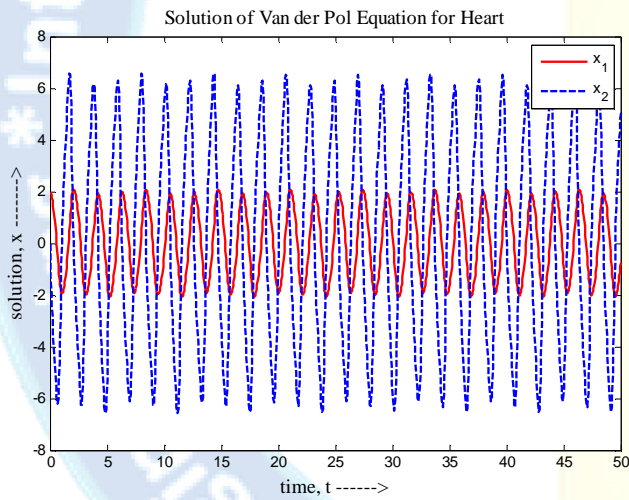 Solution of Van der Pol Equation for Heart
8
6
4
2
0
-2
-4
-6
-8
solution, x ------->
x1
x2
0 5 10 15 20 25 30 35 40 45 50
time, t ------>